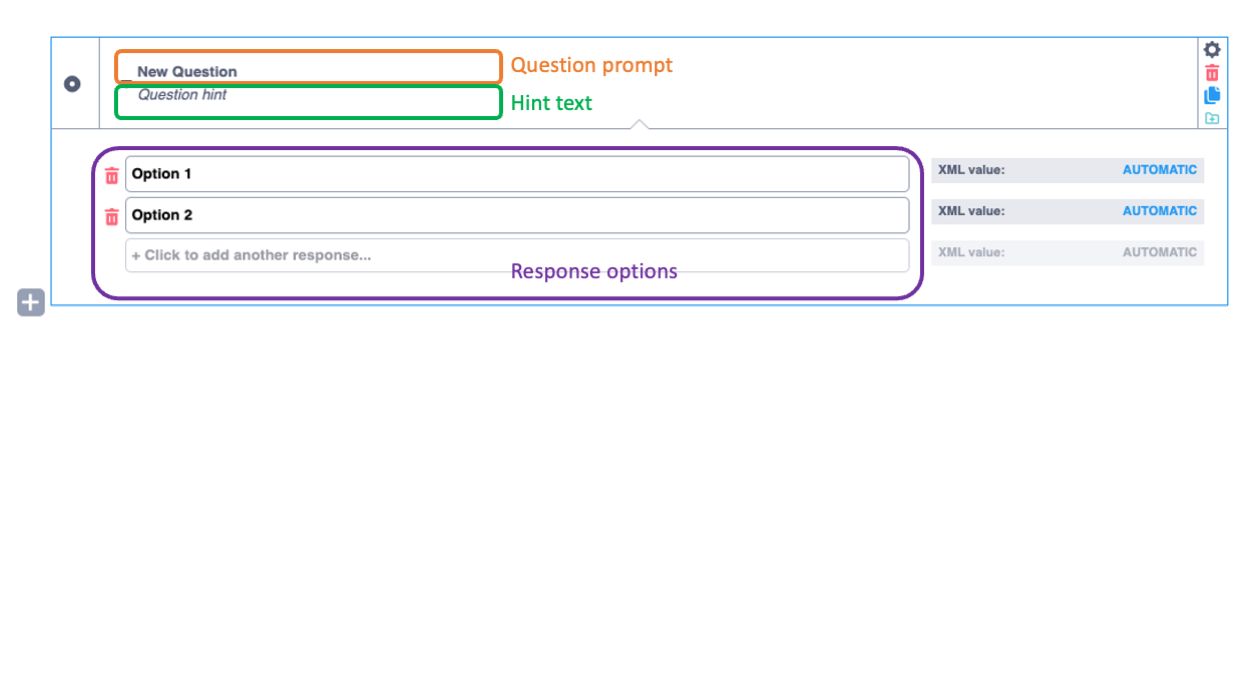 New Question
Question prompt
Question hint
Hint text
Option 1
XML value:
AUTOMATIC
Option 2
XML value:
AUTOMATIC
+ Click to add another response...
XML value:
AUTOMATIC
Response options